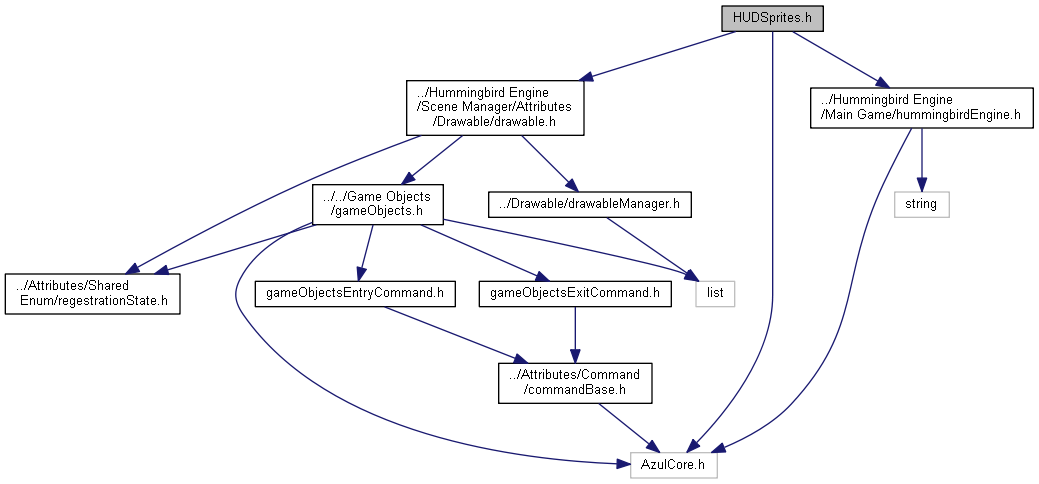 HUDSprites.h
../Hummingbird Engine
/Scene Manager/Attributes
/Drawable/drawable.h
../Hummingbird Engine
/Main Game/hummingbirdEngine.h
../../Game Objects
/gameObjects.h
../Drawable/drawableManager.h
string
../Attributes/Shared
Enum/regestrationState.h
gameObjectsEntryCommand.h
gameObjectsExitCommand.h
list
../Attributes/Command
/commandBase.h
AzulCore.h